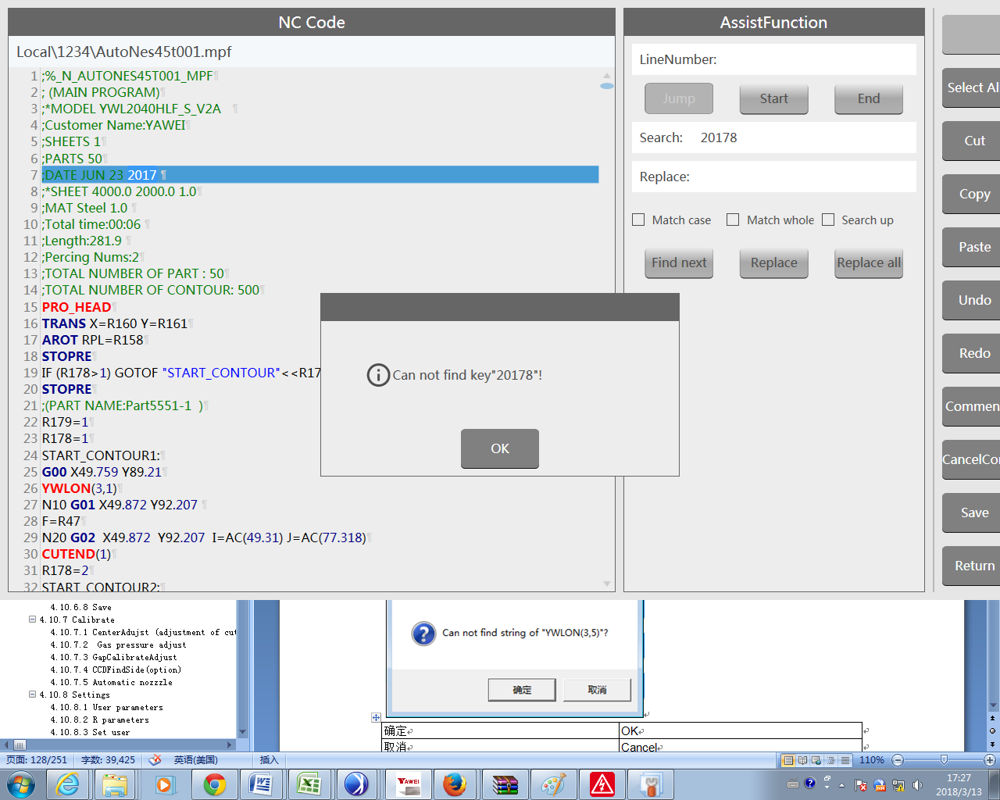 NC Code
Local\1234\AutoNes45t001.mpf
1 ;%_N_AUTONES45T001_MPF
2 ; (MAIN PROGRAM)
3 ;*MODEL YWL2040HLF_S_V2A
4 ;Customer Name:YAWEI
5 ;SHEETS 1
6 ;PARTS 50
7 ;DATE JUN 23 2017
8 ;*SHEET 4000.0 2000.0 1.0
9 ;MAT Steel 1.0
10 ;Total time:00:06
11 ;Length:281.9
12 ;Percing Nums:2
13 ;TOTAL NUMBER OF PART : 50
14 ;TOTAL NUMBER OF CONTOUR: 500
15 PRO_HEAD
16 TRANS X=R160 Y=R161
17 AROT RPL=R158
18 STOPRE
19 IF (R178>1) GOTOF "START_CONTOUR"<<R17
20 STOPRE
21 ;(PART NAME:Part5551-1 )
22 R179=1
23 R178=1
24 START_CONTOUR1:
25 G00 X49.759 Y89.21
26 YWLON(3,1)
27 N10 G01 X49.872 Y92.207
28 F=R47
29 N20 G02 X49.872 Y92.207 I=AC(49.31) J=AC(77.318)
30 CUTEND(1)
31 R178=2
32 START_CONTOUR2:
AssistFunction
LineNumber:
Jump Start End
Search: 20178
Replace:
Match case Match whole Search up
Find next Replace Replace all
Select Al
Cut
Copy
Paste
Undo
Redo
Commen
CancelCor
Save
Return
Can not find key"20178"!
OK
4.10.6.8 Save
4.10.7 Calibrate
4.10.7.1 CenterAdujst (adjustment of cut
4.10.7.2 Gas pressure adjust
4.10.7.3 GapCalibrateAdjust
4.10.7.4 CCDFindSide(option)
4.10.7.5 Automatic nozzzle
4.10.8 Settings
4.10.8.1 User parameters
4.10.8.2 R parameters
4.10.8.3 Set user
Can not find string of "YWLON(3,5)"?
确定 取消
确定 OK
取消 Cancel
页面: 128/251 字数: 39,425 英语(美国) 插入 110%
YAWEI
17:27
2018/3/13